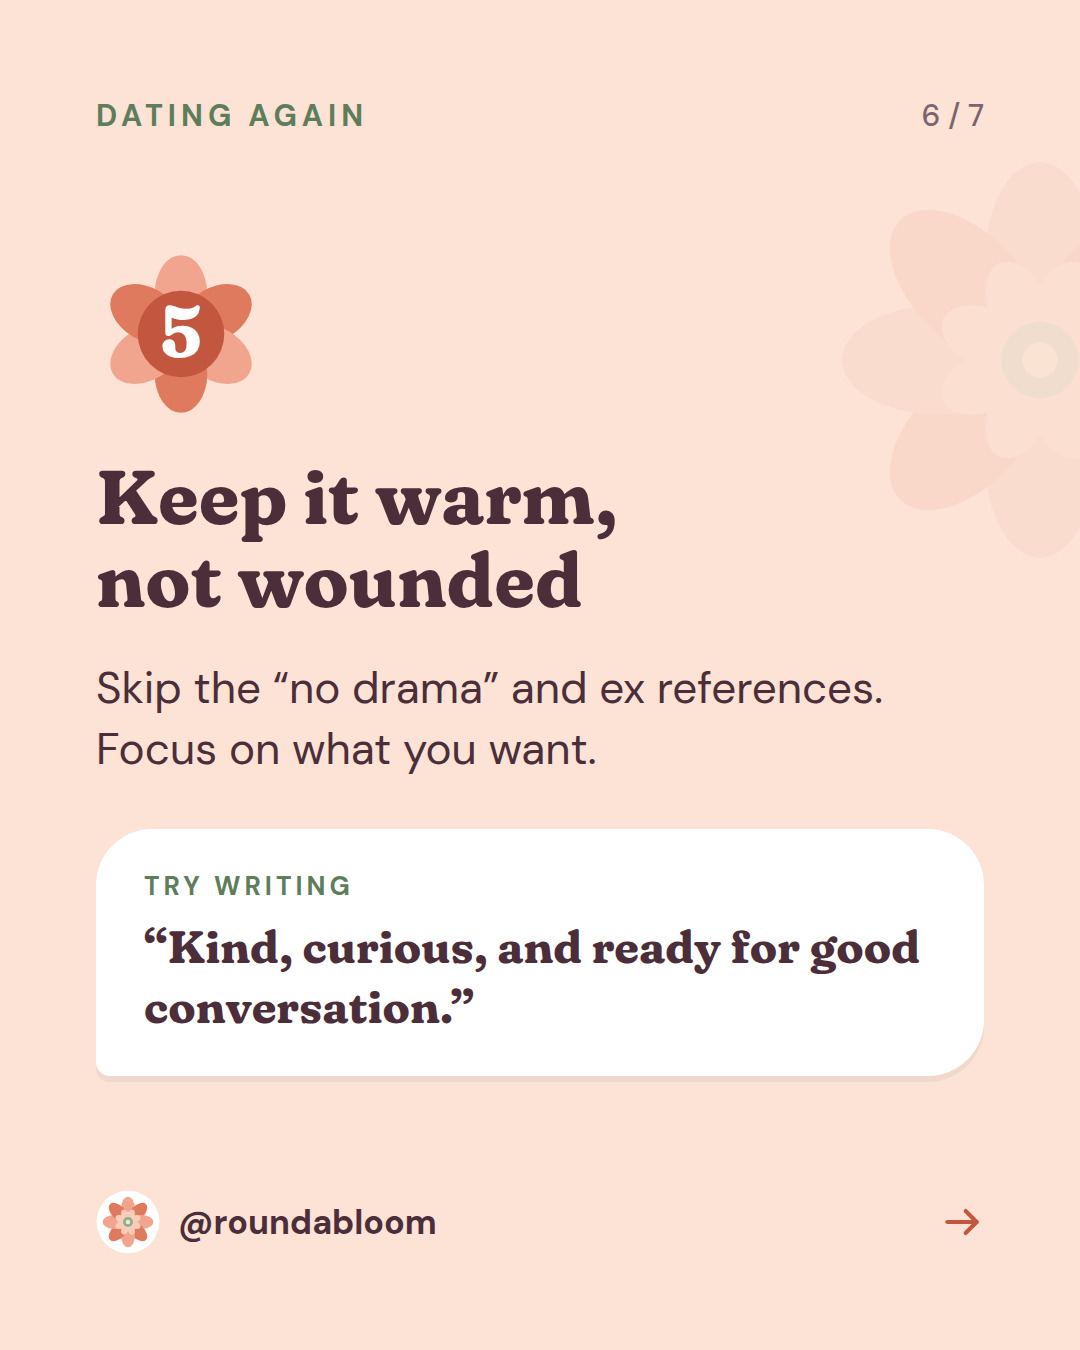 DATING AGAIN
6 / 7
5
Keep it warm,
not wounded
Skip the “no drama” and ex references.
Focus on what you want.
TRY WRITING
“Kind, curious, and ready for good
conversation.”
@roundabloom